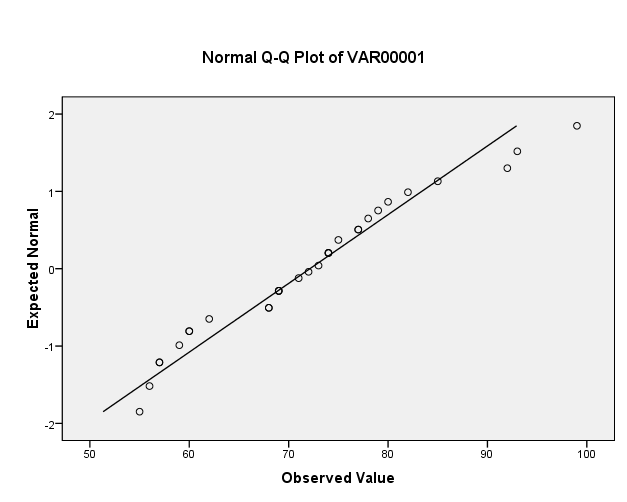 Normal Q-Q Plot of VAR00001
2
1
0
-1
-2
Expected Normal
50 60 70 80 90 100
Observed Value